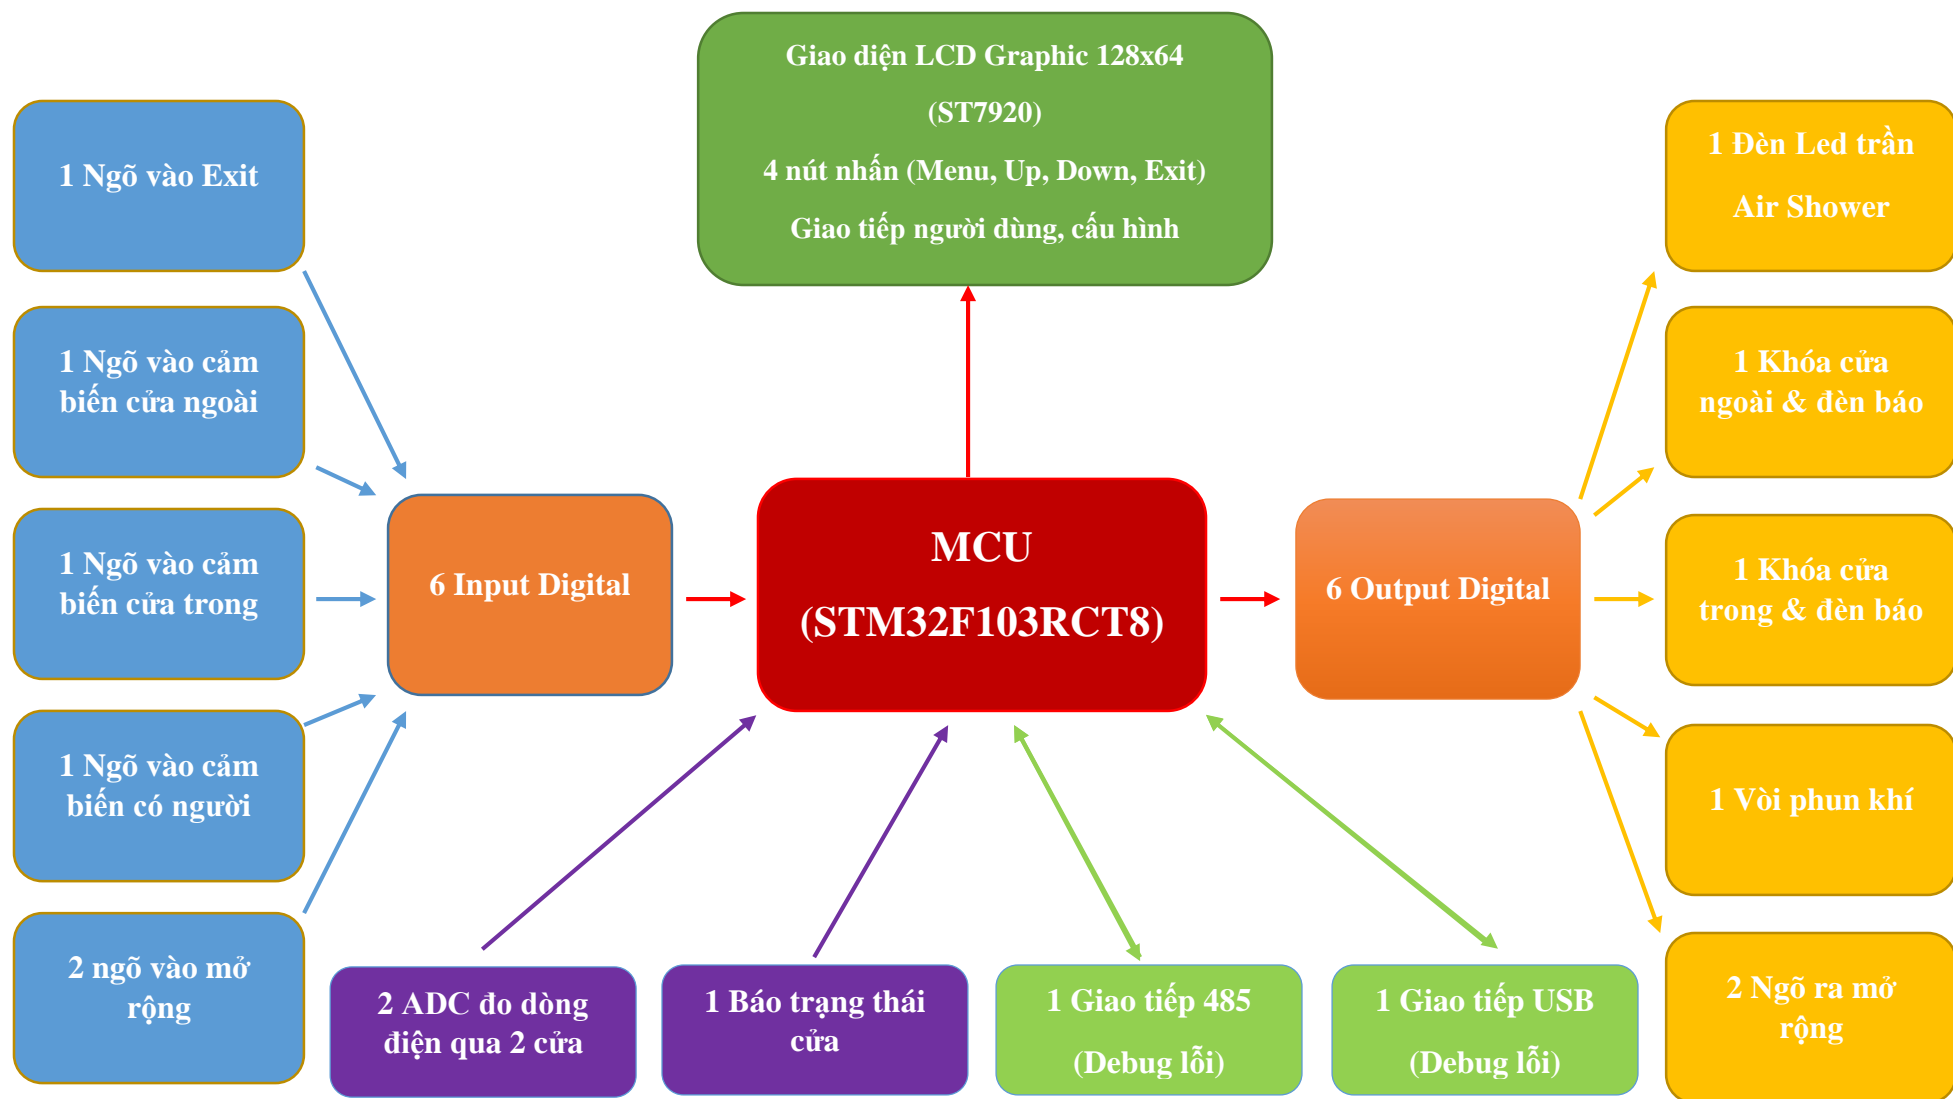 Giao diện LCD Graphic 128x64
(ST7920)
4 nút nhấn (Menu, Up, Down, Exit)
Giao tiếp người dùng, cấu hình
1 Ngõ vào Exit
1 Ngõ vào cảm
biến cửa ngoài
1 Ngõ vào cảm
biến cửa trong
1 Ngõ vào cảm
biến có người
2 ngõ vào mở
rộng
6 Input Digital
MCU
(STM32F103RCT8)
6 Output Digital
1 Đèn Led trần
Air Shower
1 Khóa cửa
ngoài & đèn báo
1 Khóa cửa
trong & đèn báo
1 Vòi phun khí
2 Ngõ ra mở
rộng
2 ADC đo dòng
điện qua 2 cửa
1 Báo trạng thái
cửa
1 Giao tiếp 485
(Debug lỗi)
1 Giao tiếp USB
(Debug lỗi)